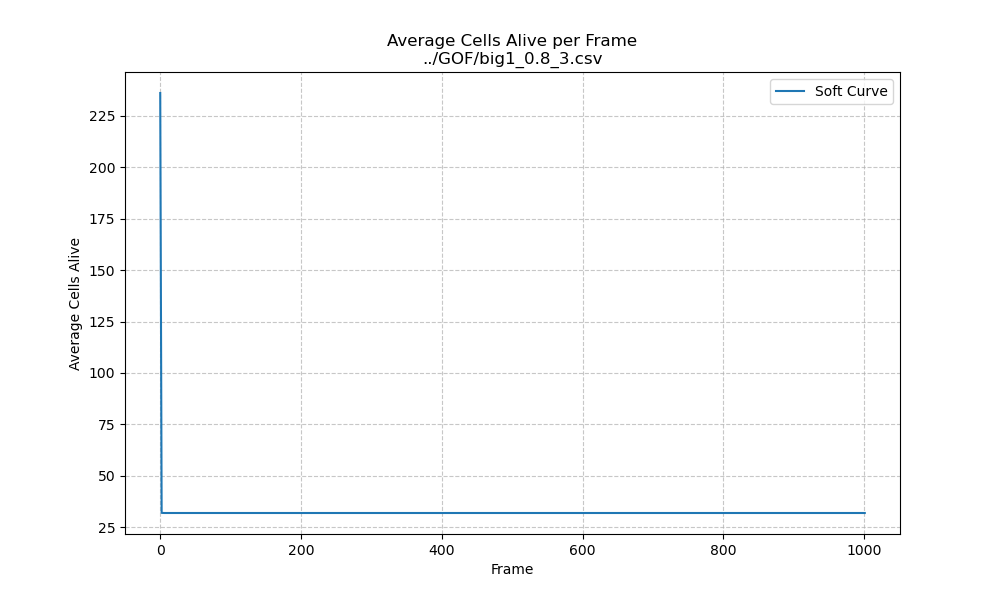 Average Cells Alive per Frame
../GOF/big1_0.8_3.csv
Soft Curve
225
200
175
150
125
100
75
50
25
Average Cells Alive
0 200 400 600 800 1000
Frame